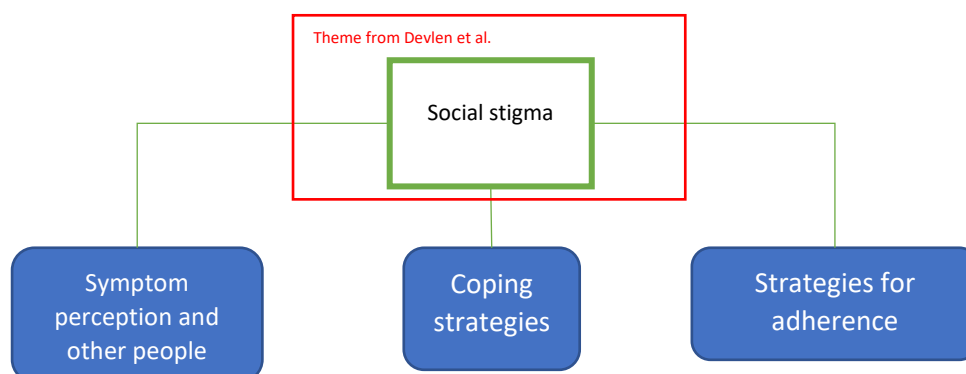 Theme from Devlen et al.
Social stigma
Symptom
perception and
other people
Coping
strategies
Strategies for
adherence